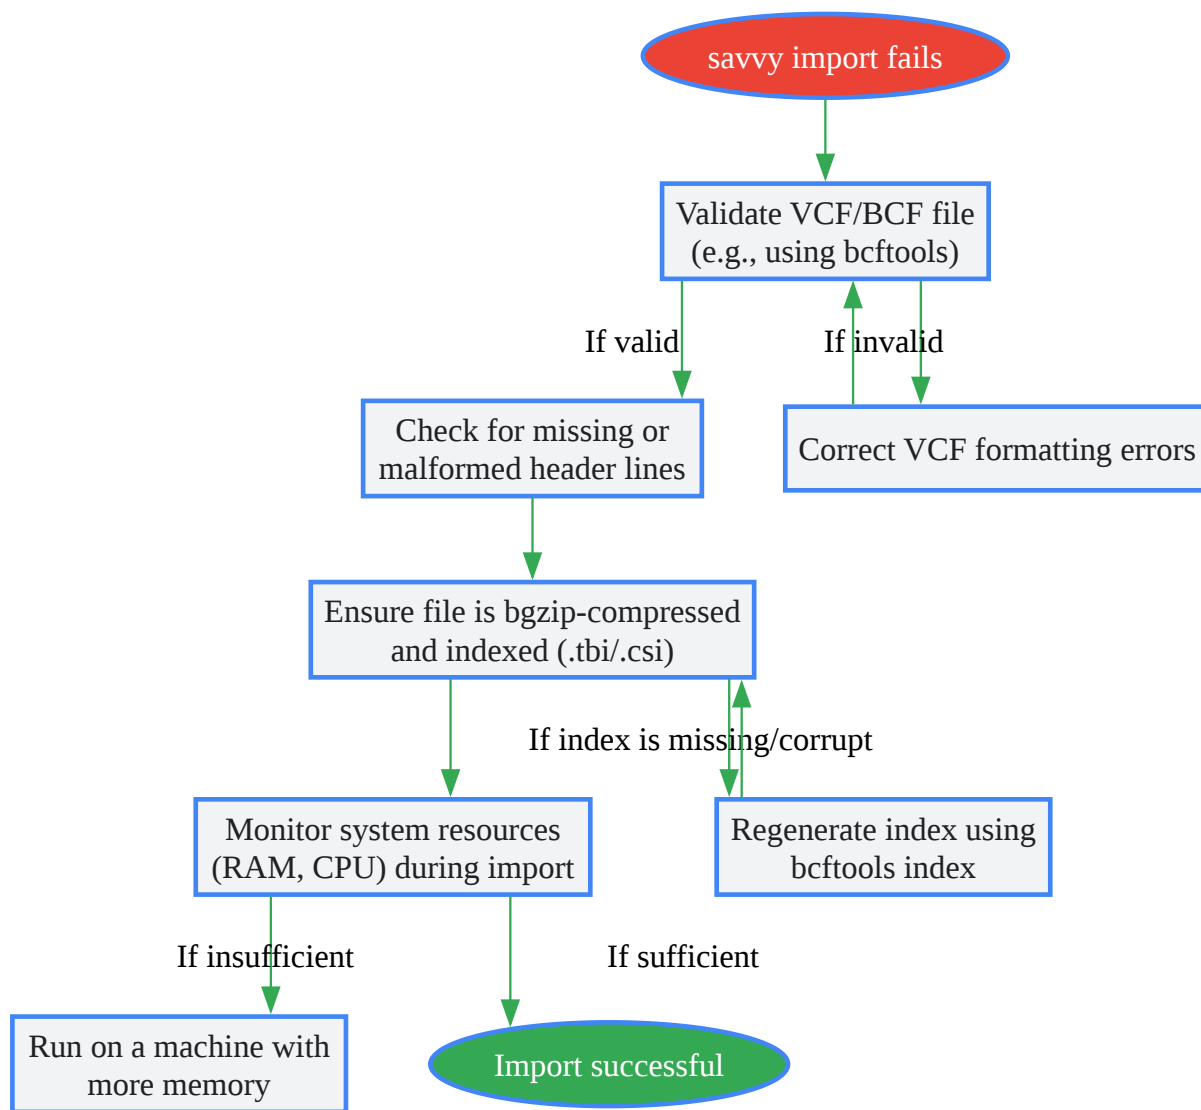 savvy import fails
Validate VCF/BCF file
(e.g., using bcftools)
If valid
If invalid
Check for missing or
malformed header lines
Correct VCF formatting errors
Ensure file is bgzip-compressed
and indexed (.tbi/.csi)
If index is missing/corrupt
Monitor system resources
(RAM, CPU) during import
Regenerate index using
bcftools index
If insufficient
If sufficient
Run on a machine with
more memory
Import successful